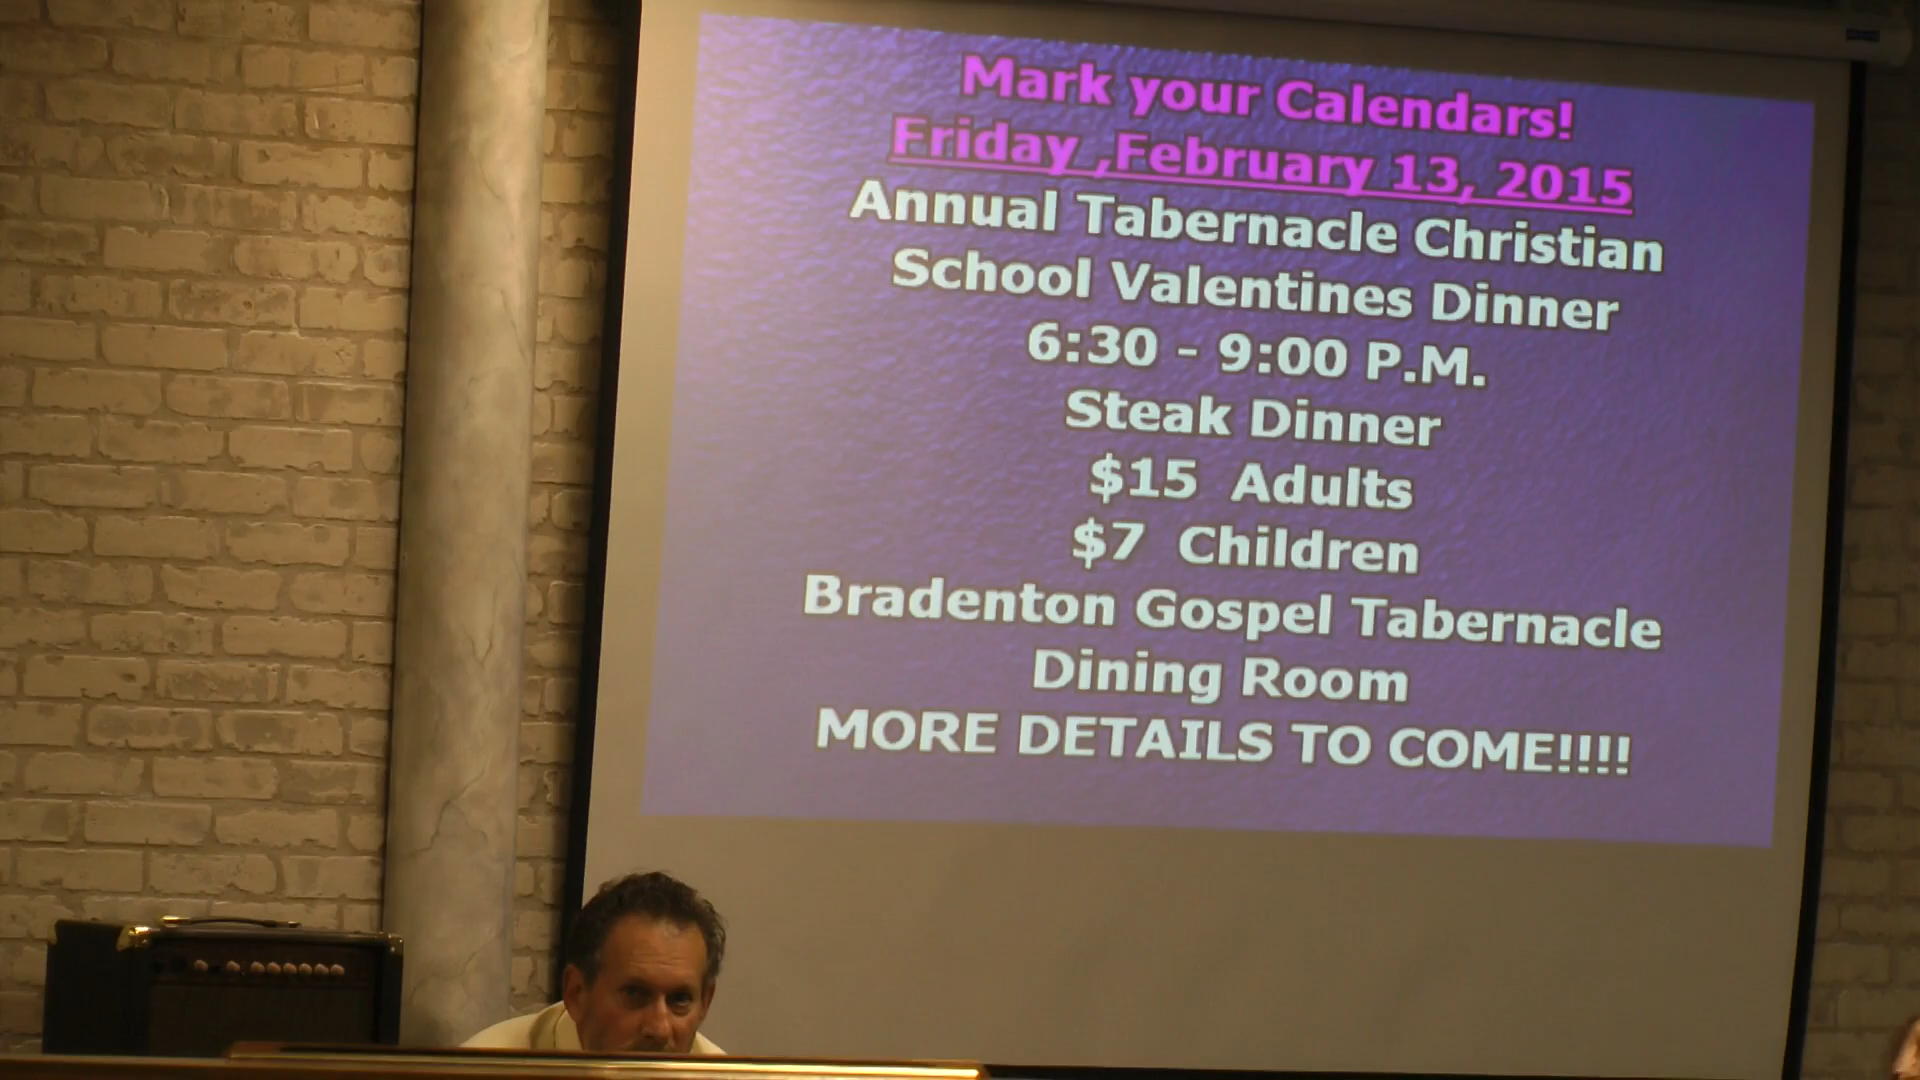 Mark your Calendars!
Friday ,February 13, 2015
Annual Tabernacle Christian
School Valentines Dinner
6:30 - 9:00 P.M.
Steak Dinner
$15  Adults
$7  Children
Bradenton Gospel Tabernacle
Dining Room
MORE DETAILS TO COME!!!!